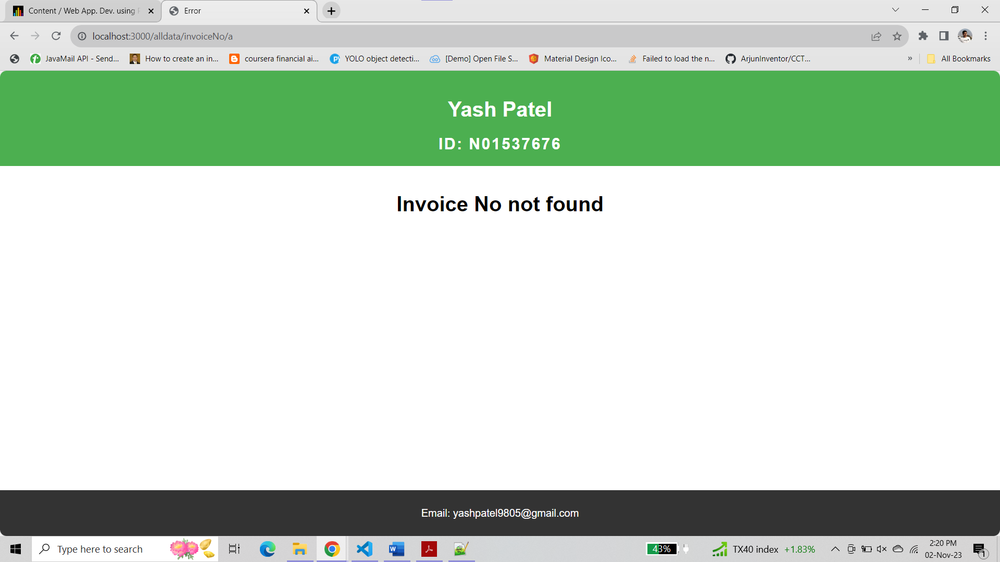 Content / Web App. Dev. using
Error
localhost:3000/alldata/invoiceNo/a
JavaMail API - Send...
How to create an in...
coursera financial ai...
YOLO object detecti...
[Demo] Open File S...
Material Design Ico...
Failed to load the n...
ArjunInventor/CCT...
»
All Bookmarks
Yash Patel
ID: N01537676
Invoice No not found
Email: yashpatel9805@gmail.com
Type here to search
43%
TX40 index +1.83%
2:20 PM
02-Nov-23
1